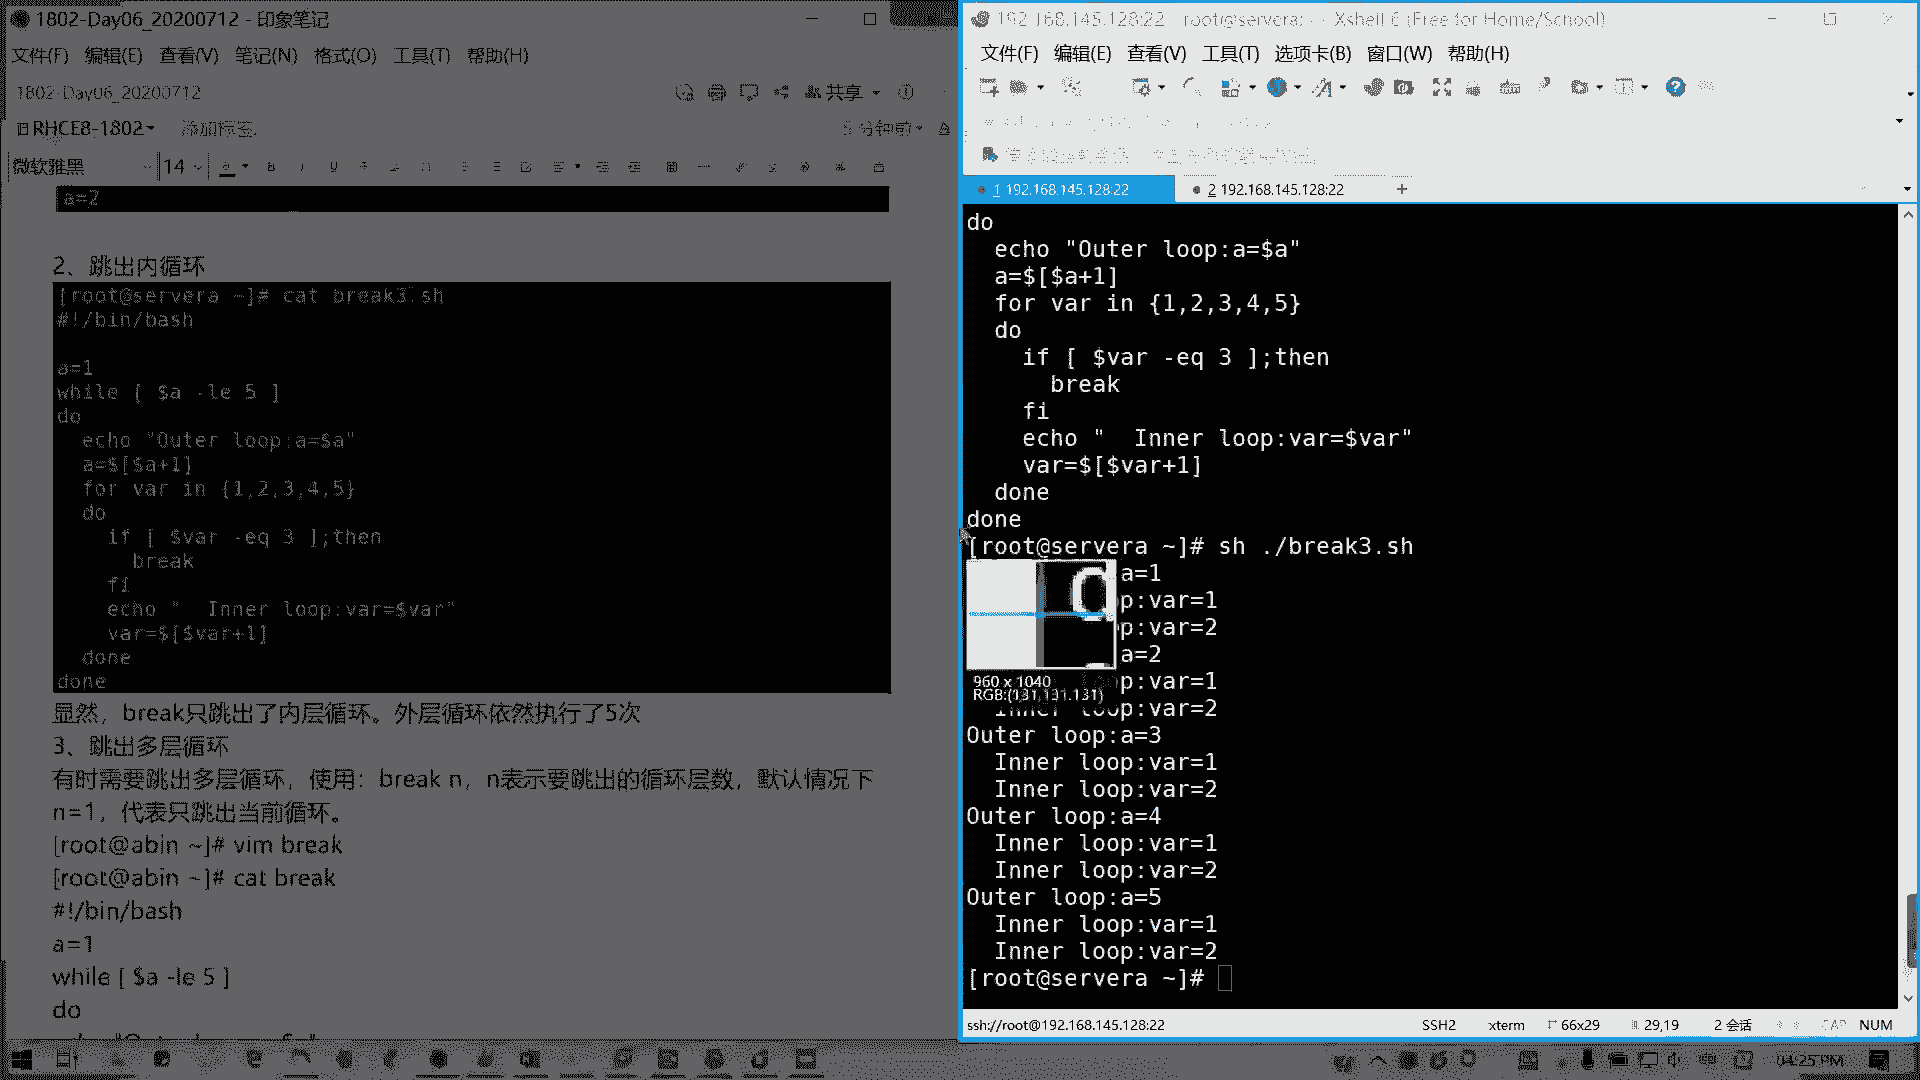 1802-Day06_20200712 - 印象笔记
文件(F) 编辑(E) 查看(V) 笔记(N) 格式(O) 工具(T) 帮助(H)
1802-Day06_20200712
共享
RHCE8-1802 添加标签.
5 分钟前
微软雅黑 14
a=2
2、跳出内循环
[root@servera ~]# cat break3.sh
#!/bin/bash
a=1
while [ $a -le 5 ]
do
echo "Outer loop:a=$a"
a=$[$a+1]
for var in {1,2,3,4,5}
do
if [ $var -eq 3 ];then
break
fi
echo "  Inner loop:var=$var"
var=$[$var+1]
done
done
显然，break只跳出了内层循环。外层循环依然执行了5次
3、跳出多层循环
有时需要跳出多层循环，使用：break n，n表示要跳出的循环层数，默认情况下
n=1，代表只跳出当前循环。
[root@abin ~]# vim break
[root@abin ~]# cat break
#!/bin/bash
a=1
while [ $a -le 5 ]
do
192.168.145.128:22 - root@servera:~ - Xshell 6 (Free for Home/School)
文件(F) 编辑(E) 查看(V) 工具(T) 选项卡(B) 窗口(W) 帮助(H)
1 192.168.145.128:22 2 192.168.145.128:22 +
do
echo "Outer loop:a=$a"
a=$[$a+1]
for var in {1,2,3,4,5}
do
if [ $var -eq 3 ];then
break
fi
echo "  Inner loop:var=$var"
var=$[$var+1]
done
done
[root@servera ~]# sh ./break3.sh
a=1
p:var=1
p:var=2
a=2
p:var=1
Inner loop:var=2
960 x 1040
RGB:(131,131,131)
Outer loop:a=3
Inner loop:var=1
Inner loop:var=2
Outer loop:a=4
Inner loop:var=1
Inner loop:var=2
Outer loop:a=5
Inner loop:var=1
Inner loop:var=2
[root@servera ~]#
ssh://root@192.168.145.128:22 SSH2 xterm 66x29 29,19 2 会话 CAP NUM
04:25 PM